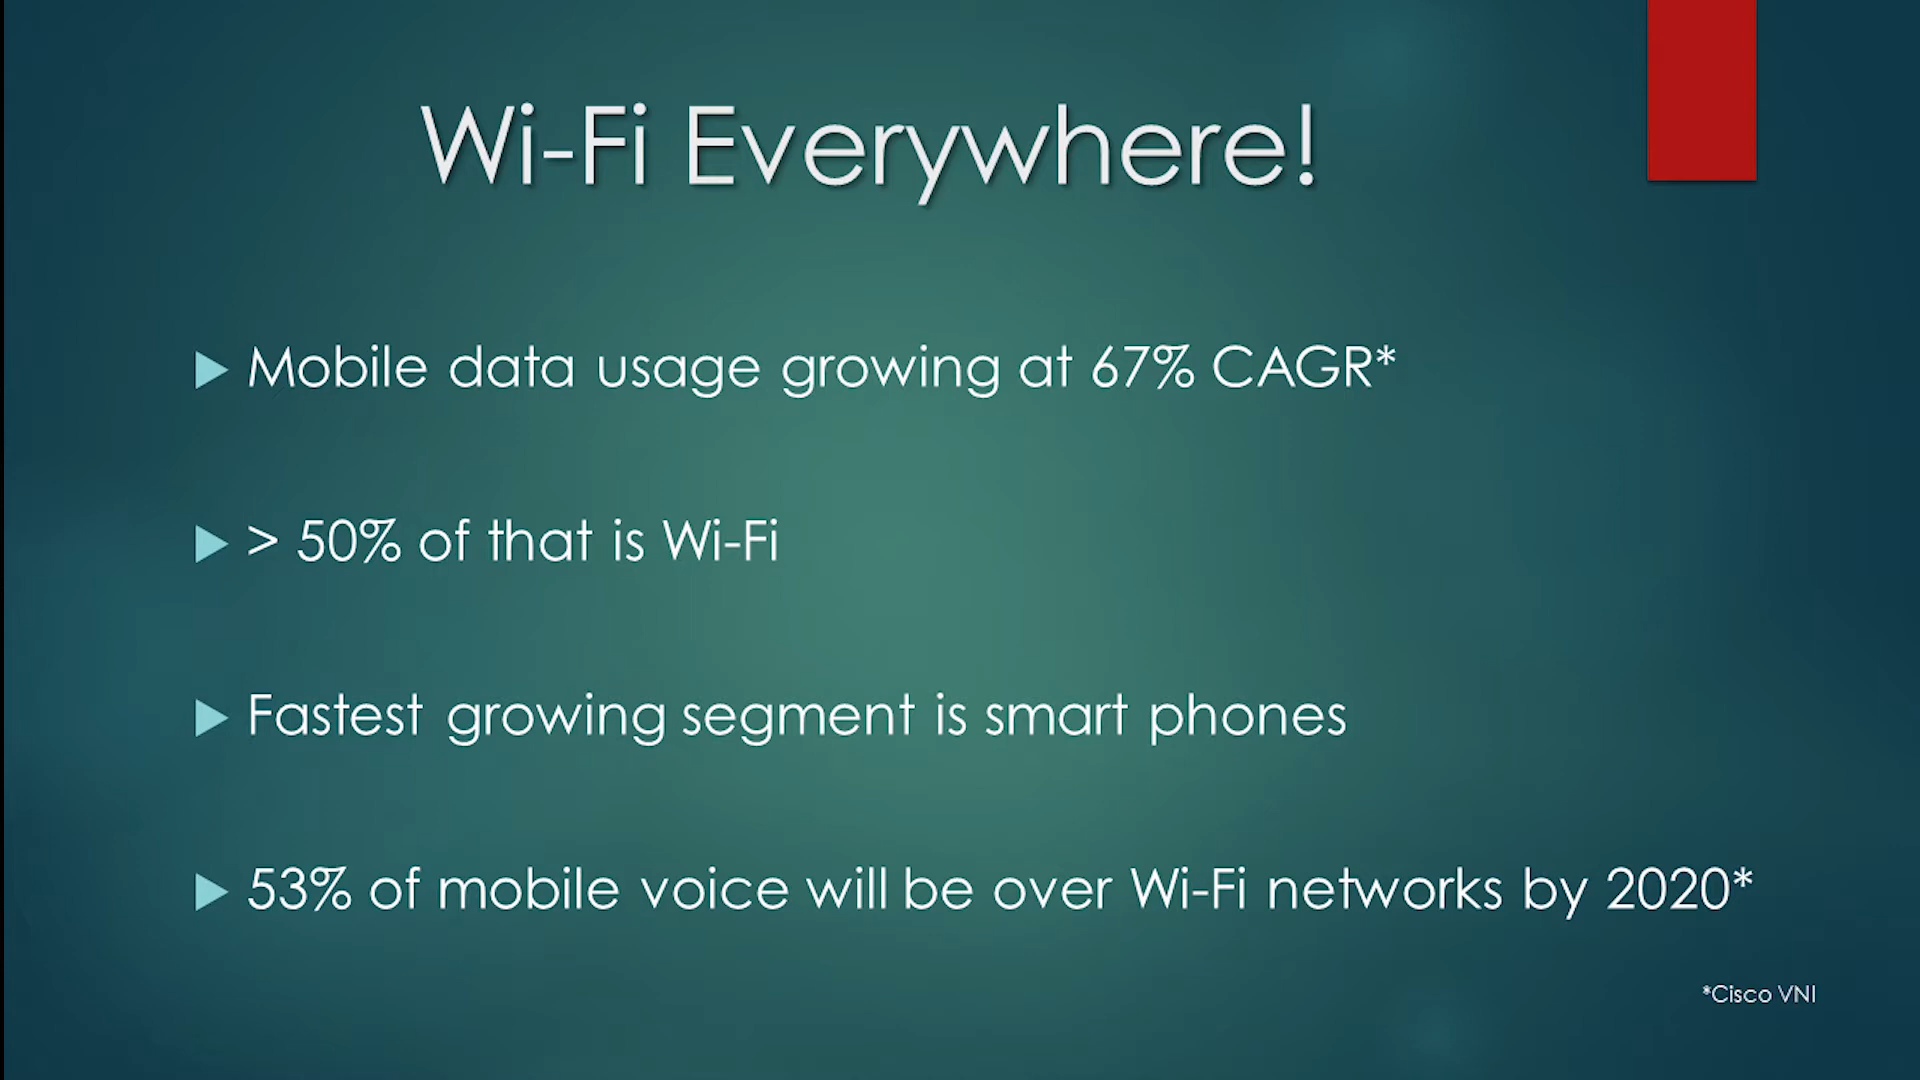 Wi-Fi Everywhere!
Mobile data usage growing at 67% CAGR*
> 50% of that is Wi-Fi
Fastest growing segment is smart phones
53% of mobile voice will be over Wi-Fi networks by 2020*
*Cisco VNI